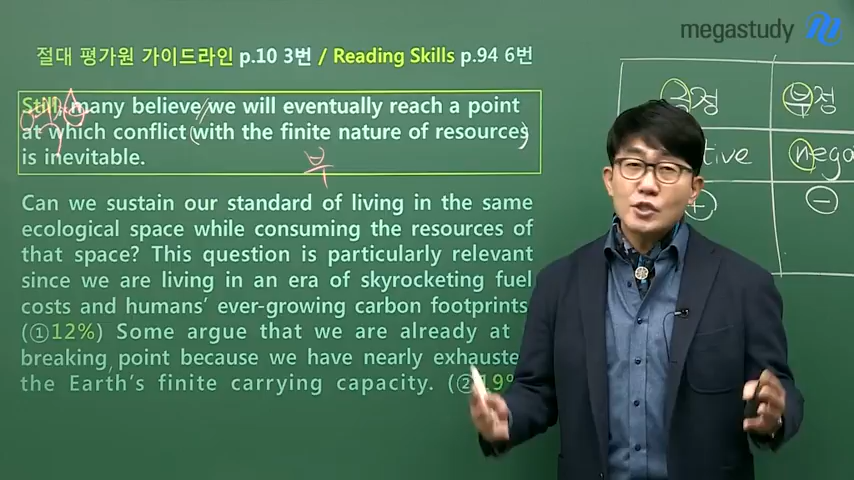 megastudy
절대 평가원 가이드라인 p.10 3번 / Reading Skills p.94 6번
Still, many believe we will eventually reach a point
at which conflict with the finite nature of resources
is inevitable.
부
Can we sustain our standard of living in the same
ecological space while consuming the resources of
that space? This question is particularly relevant
since we are living in an era of skyrocketing fuel
costs and humans' ever-growing carbon footprints.
(①12%) Some argue that we are already at
breaking point because we have nearly
the Earth's finite carrying capacity. (②19%
긍정 부정
⊕ ⊖